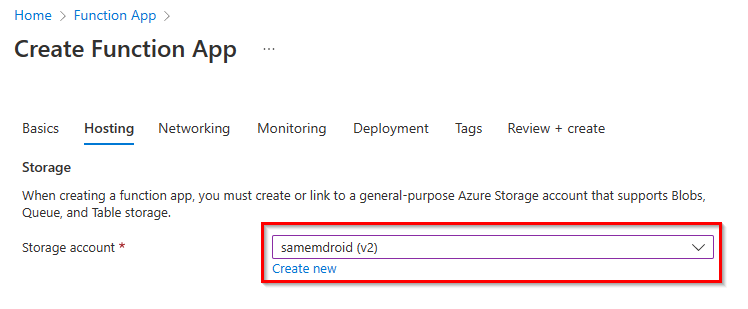 Home > Function App >
Create Function App ...
Basics Hosting Networking Monitoring Deployment Tags Review + create
Storage
When creating a function app, you must create or link to a general-purpose Azure Storage account that supports Blobs,
Queue, and Table storage.
Storage account * samemdroid (v2)
Create new